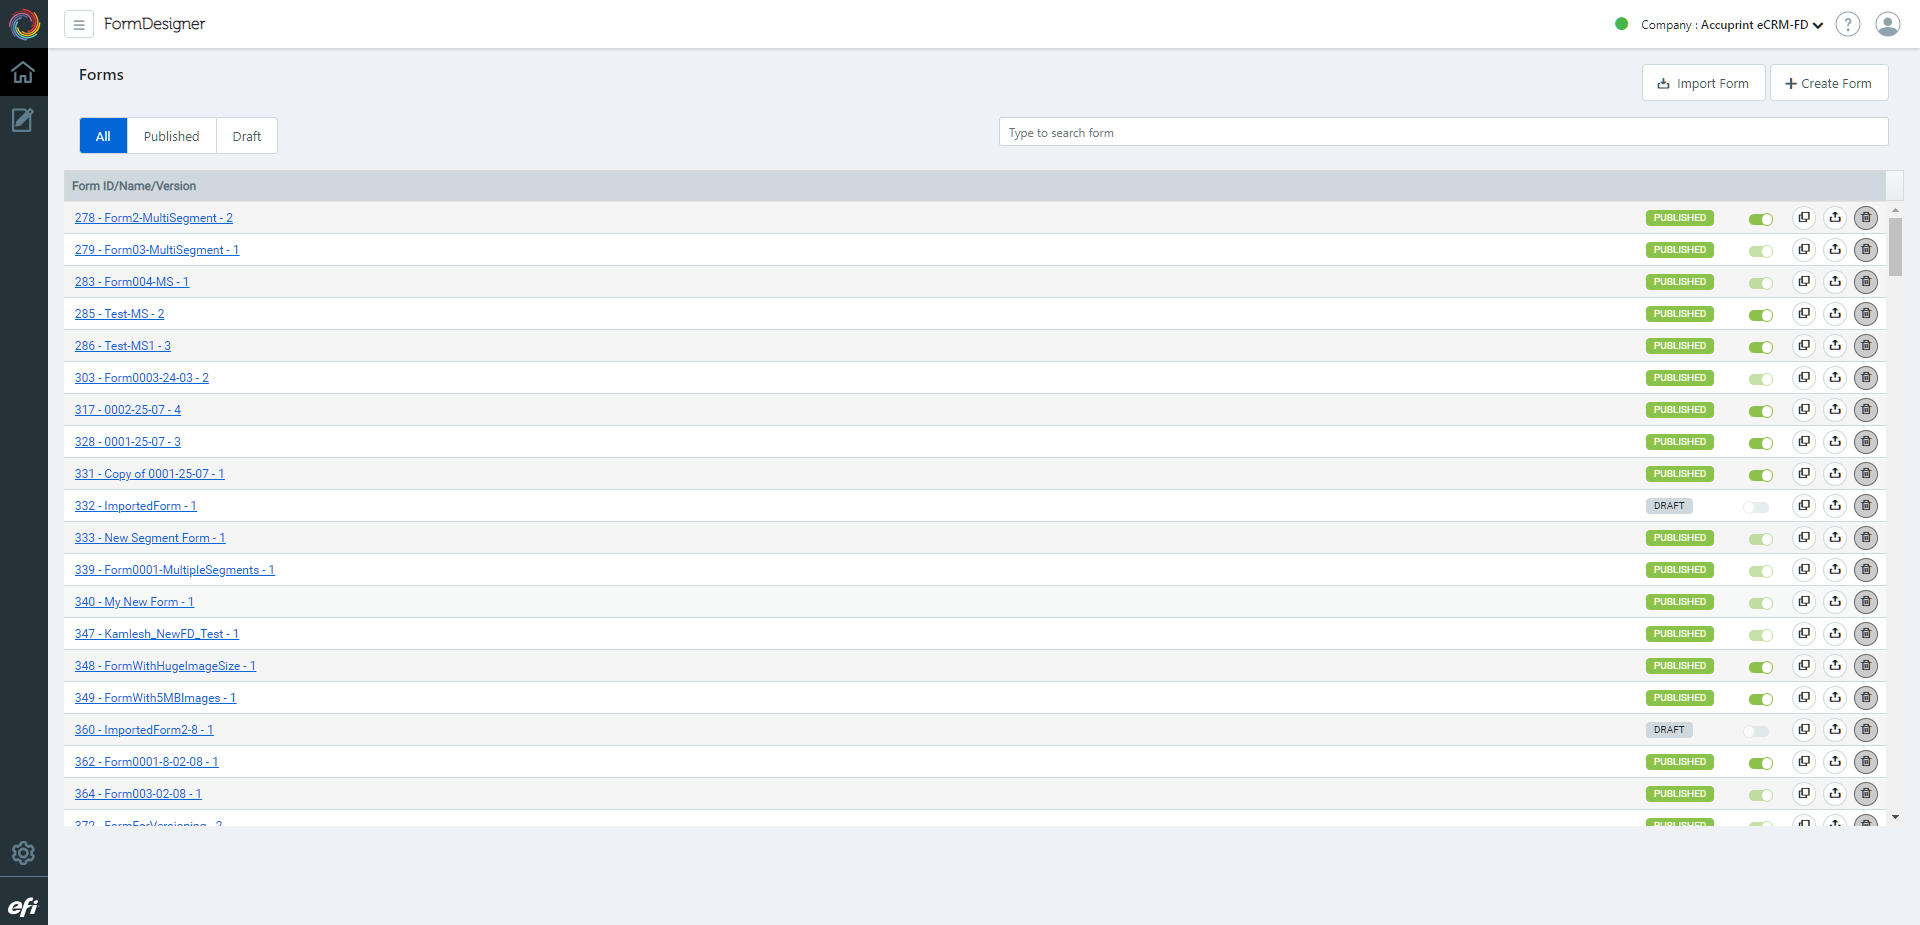 FormDesigner
Company : Accuprint eCRM-FD
?
Forms
Import Form
Create Form
All
Published
Draft
Type to search form
Form ID/Name/Version
278 - Form2-MultiSegment - 2 PUBLISHED
279 - Form03-MultiSegment - 1 PUBLISHED
283 - Form004-MS - 1 PUBLISHED
285 - Test-MS - 2 PUBLISHED
286 - Test-MS1 - 3 PUBLISHED
303 - Form0003-24-03 - 2 PUBLISHED
317 - 0002-25-07 - 4 PUBLISHED
328 - 0001-25-07 - 3 PUBLISHED
331 - Copy of 0001-25-07 - 1 PUBLISHED
332 - ImportedForm - 1 DRAFT
333 - New Segment Form - 1 PUBLISHED
339 - Form0001-MultipleSegments - 1 PUBLISHED
340 - My New Form - 1 PUBLISHED
347 - Kamlesh_NewFD_Test - 1 PUBLISHED
348 - FormWithHugeImageSize - 1 PUBLISHED
349 - FormWith5MBImages - 1 PUBLISHED
360 - ImportedForm2-8 - 1 DRAFT
362 - Form0001-8-02-08 - 1 PUBLISHED
364 - Form003-02-08 - 1 PUBLISHED
372 - FormForVersioning - 2 PUBLISHED
efi